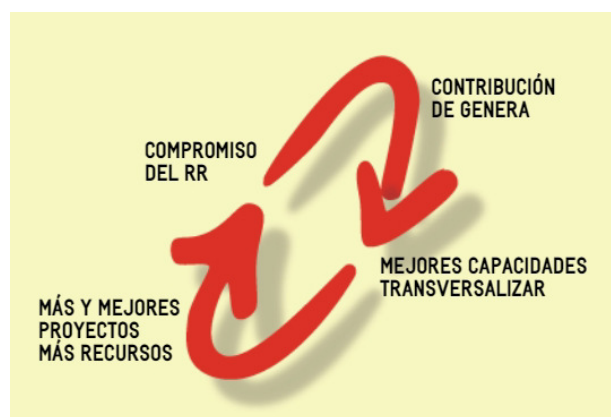 CONTRIBUCIÓN
DE GENERA
COMPROMISO
DEL RR
MEJORES CAPACIDADES
TRANSVERSALIZAR
MÁS Y MEJORES
PROYECTOS
MÁS RECURSOS